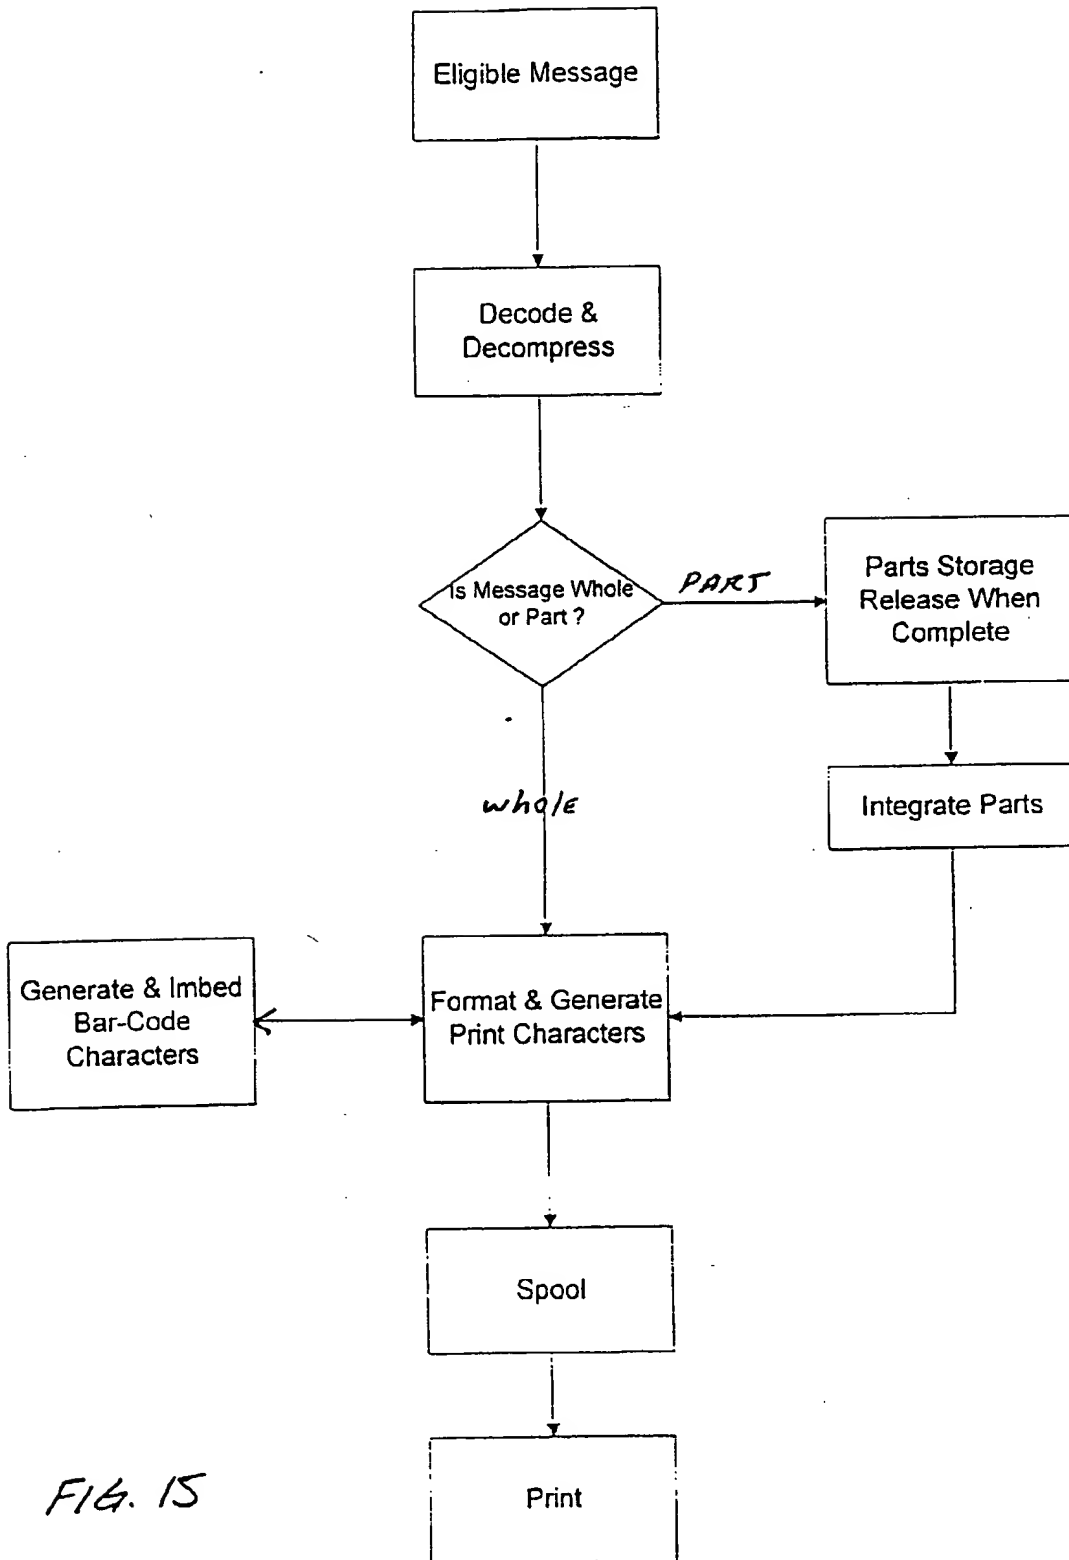 Eligible Message
Decode &
Decompress
Is Message Whole
or Part ?
PART
Parts Storage
Release When
Complete
Integrate Parts
whole
Generate & Imbed
Bar-Code
Characters
Format & Generate
Print Characters
Spool
Print
FIG. 15